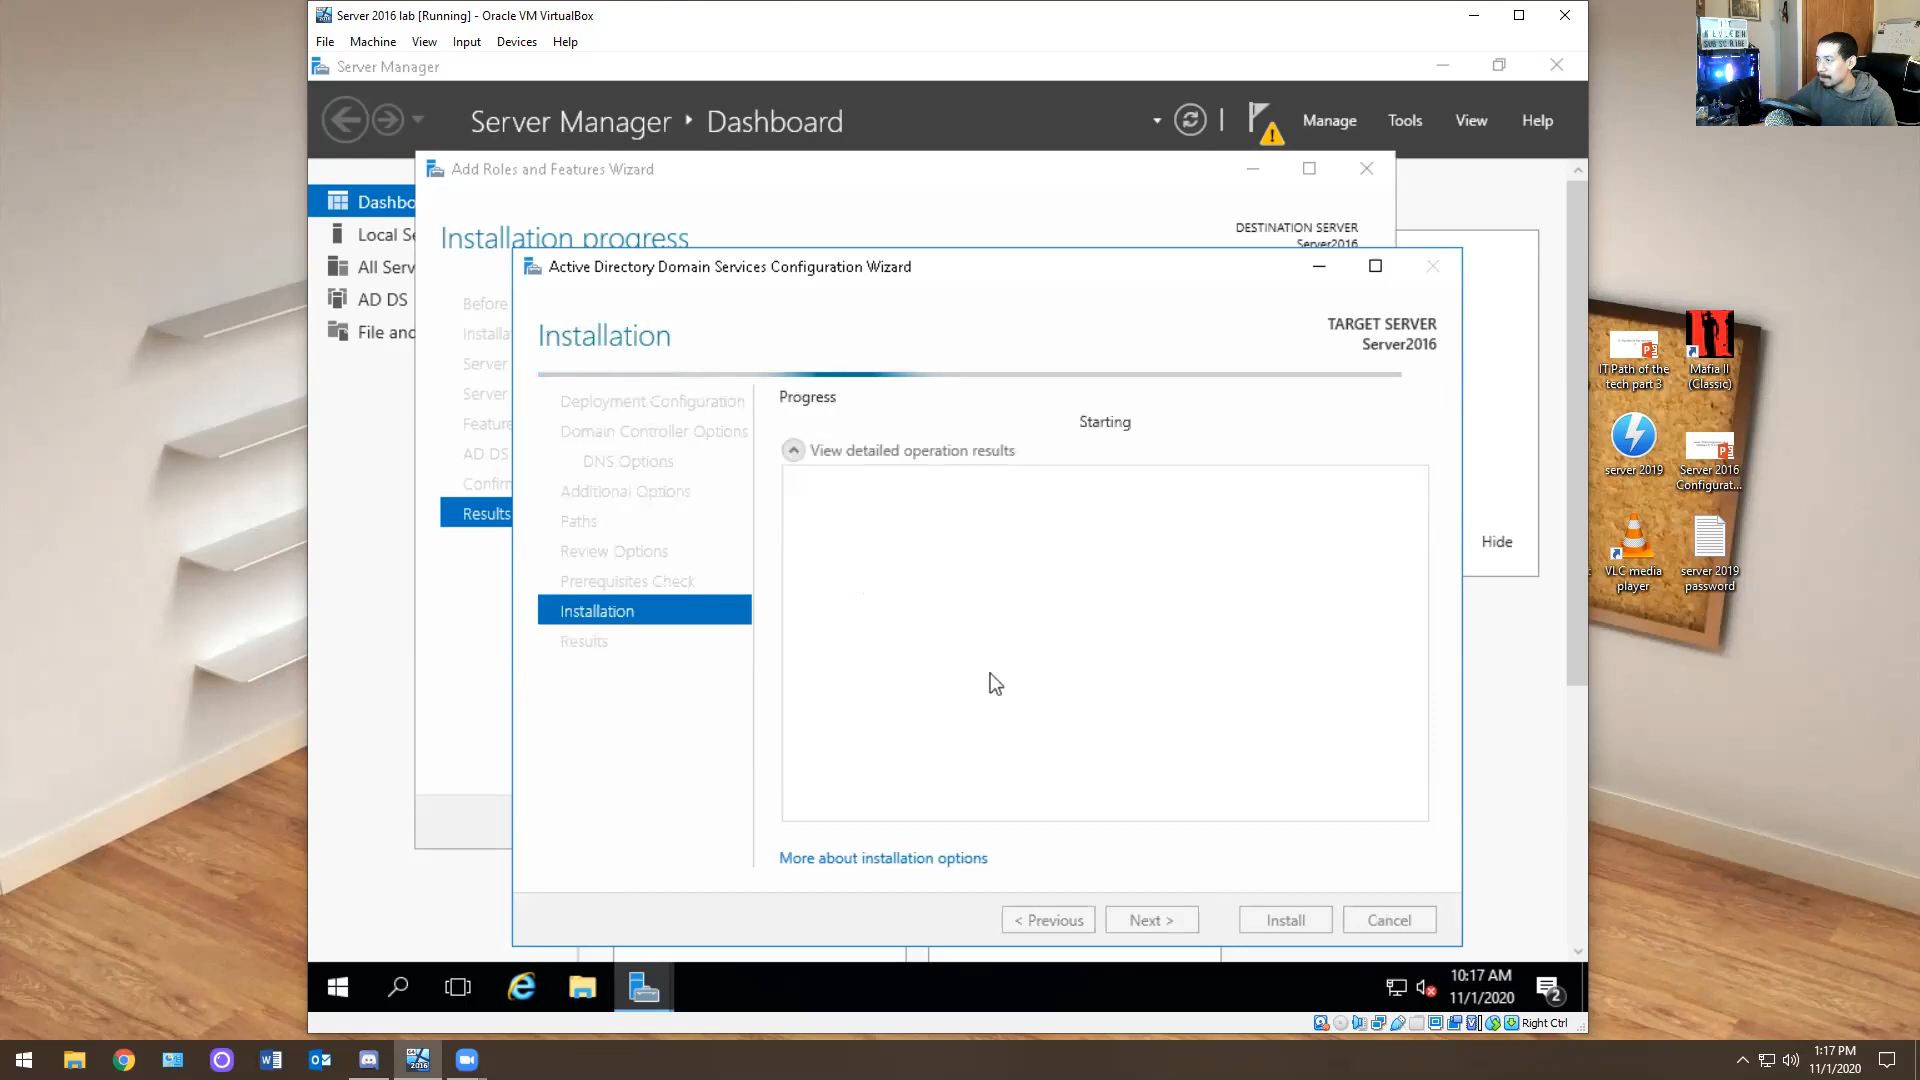 Server 2016 lab [Running] - Oracle VM VirtualBox
File Machine View Input Devices Help
Server Manager
Server Manager Dashboard
Manage Tools View Help
Add Roles and Features Wizard
Dashbo
Local Se
All Serv
AD DS
File and
Installation progress
DESTINATION SERVER
Server2016
Before
Installa
Server
Server
Feature
AD DS
Confirm
Results
Active Directory Domain Services Configuration Wizard
Installation
TARGET SERVER
Server2016
Deployment Configuration
Domain Controller Options
DNS Options
Additional Options
Paths
Review Options
Prerequisites Check
Installation
Results
Progress
Starting
View detailed operation results
More about installation options
< Previous
Next >
Install
Cancel
Hide
IT Path of the
tech part 3
Mafia II
(Classic)
server 2019
Server 2016
Configurat...
VLC media
player
server 2019
password
10:17 AM
11/1/2020
2
Right Ctrl
2016
1:17 PM
11/1/2020